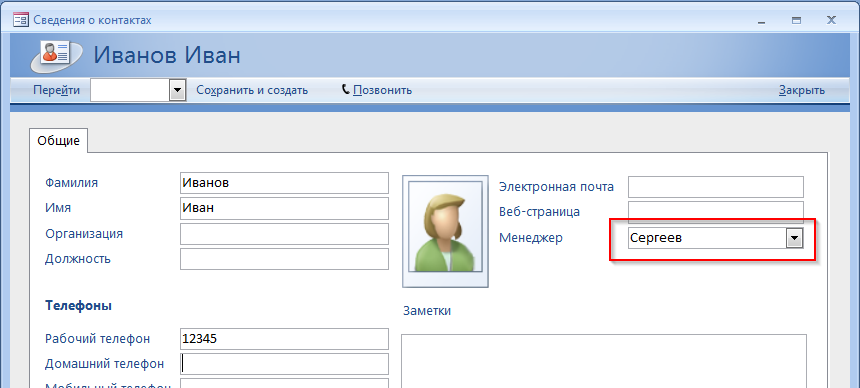 Сведения о контактах
Иванов Иван
Перейти Сохранить и создать Позвонить Закрыть
Общие
Фамилия Иванов
Имя Иван
Организация
Должность
Электронная почта
Веб-страница
Менеджер Сергеев
Телефоны
Заметки
Рабочий телефон 12345
Домашний телефон
Мобильный телефон